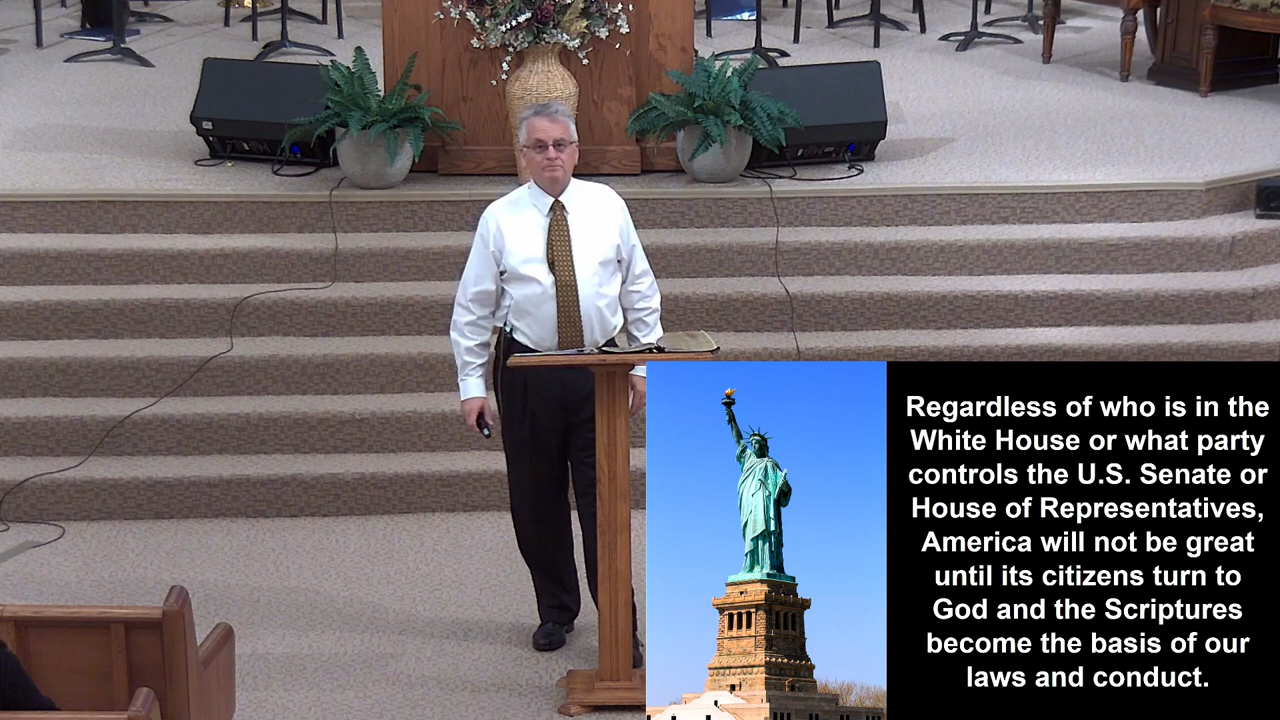 Regardless of who is in the
White House or what party
controls the U.S. Senate or
House of Representatives,
America will not be great
until its citizens turn to
God and the Scriptures
become the basis of our
laws and conduct.